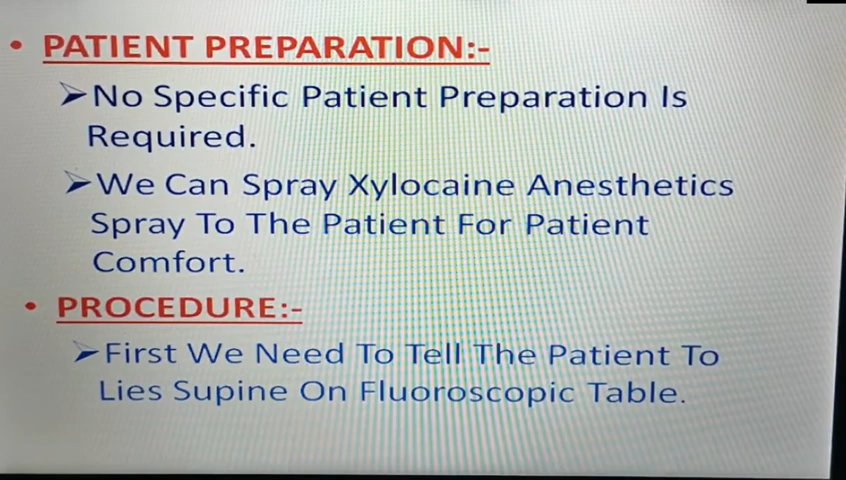 • PATIENT PREPARATION:-
➢No Specific Patient Preparation Is
Required.
➢We Can Spray Xylocaine Anesthetics
Spray To The Patient For Patient
Comfort.
• PROCEDURE:-
➢First We Need To Tell The Patient To
Lies Supine On Fluoroscopic Table.